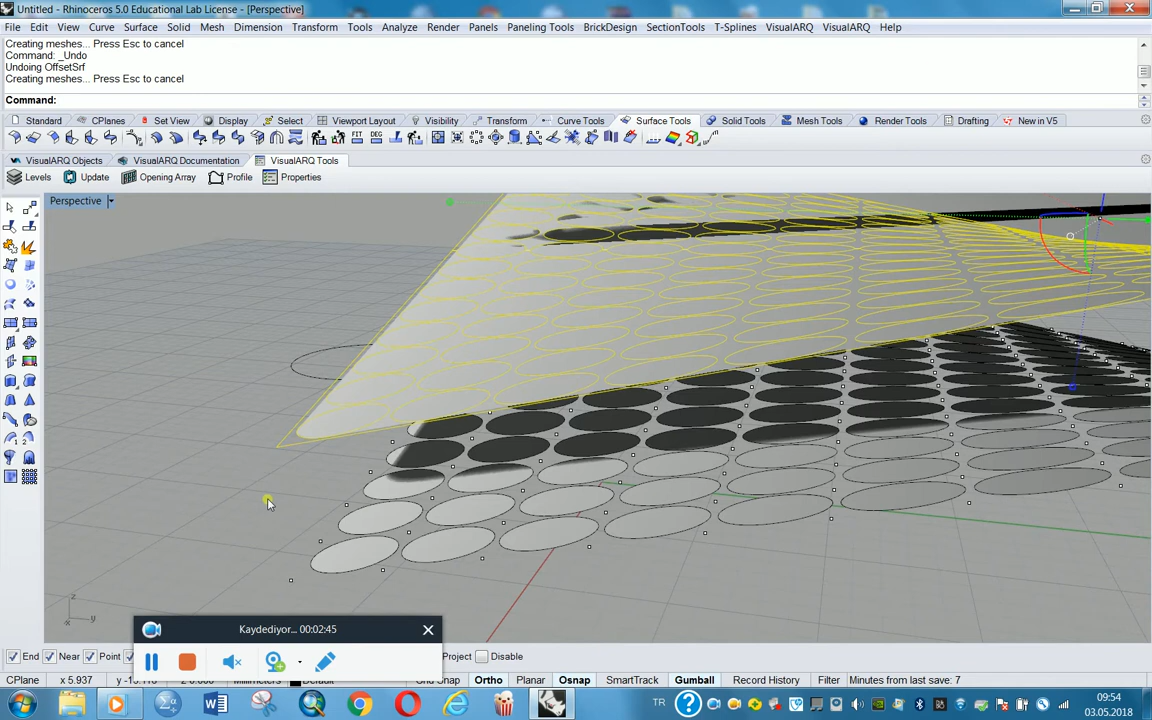 Untitled - Rhinoceros 5.0 Educational Lab License - [Perspective]
File Edit View Curve Surface Solid Mesh Dimension Transform Tools Analyze Render Panels Paneling Tools BrickDesign SectionTools T-Splines VisualARQ VisualARQ Help
Creating meshes... Press Esc to cancel
Command: _Undo
Undoing OffsetSrf
Creating meshes... Press Esc to cancel
Command:
Standard CPlanes Set View Display Select Viewport Layout Visibility Transform Curve Tools Surface Tools Solid Tools Mesh Tools Render Tools Drafting New in V5
FIT DEG
VisualARQ Objects VisualARQ Documentation VisualARQ Tools
Levels Update Opening Array Profile Properties
Perspective
z
x y
Kaydediyor... 00:02:45
End Near Point Project Disable
CPlane x 5.937 Ortho Planar Osnap SmartTrack Gumball Record History Filter Minutes from last save: 7
TR 09:54
03.05.2018